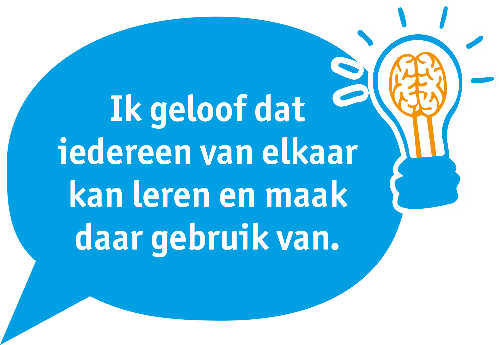 Ik geloof dat
iedereen van elkaar
kan leren en maak
daar gebruik van.